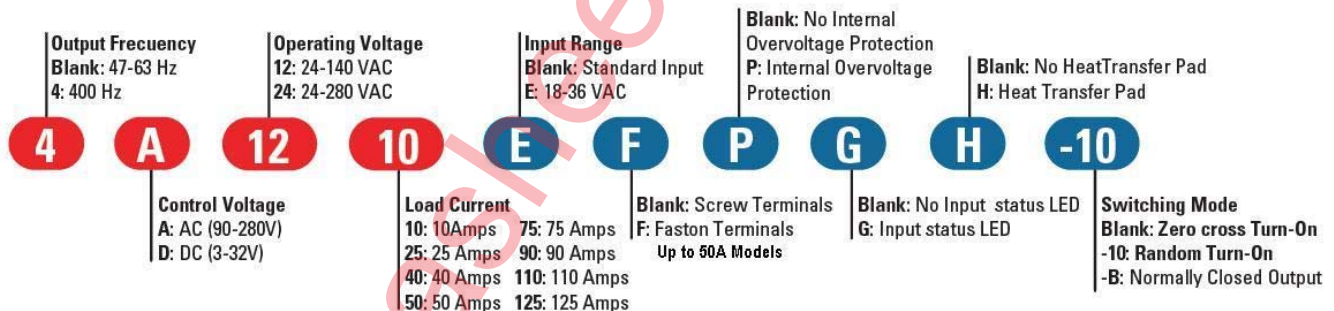 Output Frecuency
Blank: 47-63 Hz
4: 400 Hz
Operating Voltage
12: 24-140 VAC
24: 24-280 VAC
Input Range
Blank: Standard Input
E: 18-36 VAC
Blank: No Internal
Overvoltage Protection
P: Internal Overvoltage
Protection
Blank: No HeatTransfer Pad
H: Heat Transfer Pad
4 A 12 10 E F P G H -10
Control Voltage
A: AC (90-280V)
D: DC (3-32V)
Load Current
10: 10Amps 75: 75 Amps
25: 25 Amps 90: 90 Amps
40: 40 Amps 110: 110 Amps
50: 50 Amps 125: 125 Amps
Blank: Screw Terminals
F: Faston Terminals
Up to 50A Models
Blank: No Input status LED
G: Input status LED
Switching Mode
Blank: Zero cross Turn-On
-10: Random Turn-On
-B: Normally Closed Output
ashee